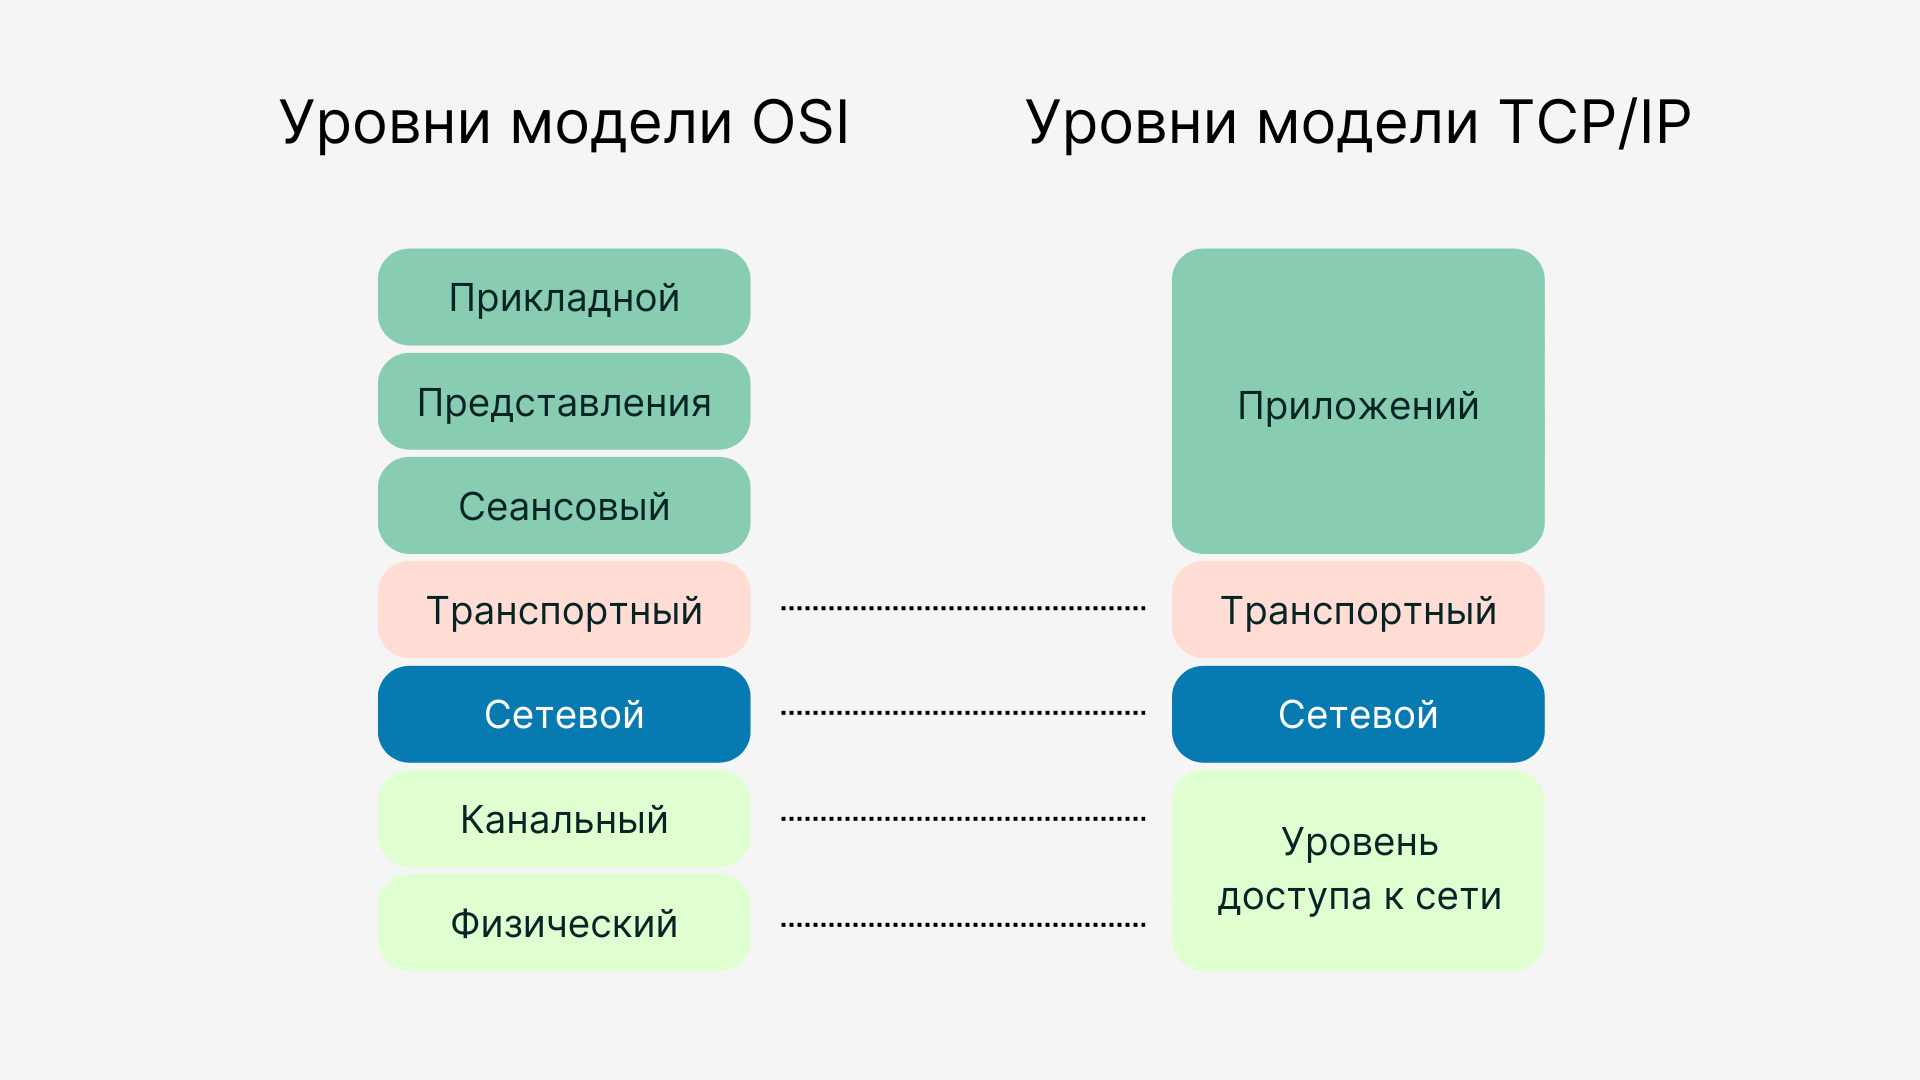 Уровни модели OSI
Уровни модели TCP/IP
Прикладной
Представления
Сеансовый
Транспортный
Сетевой
Канальный
Физический
Приложений
Транспортный
Сетевой
Уровень
доступа к сети